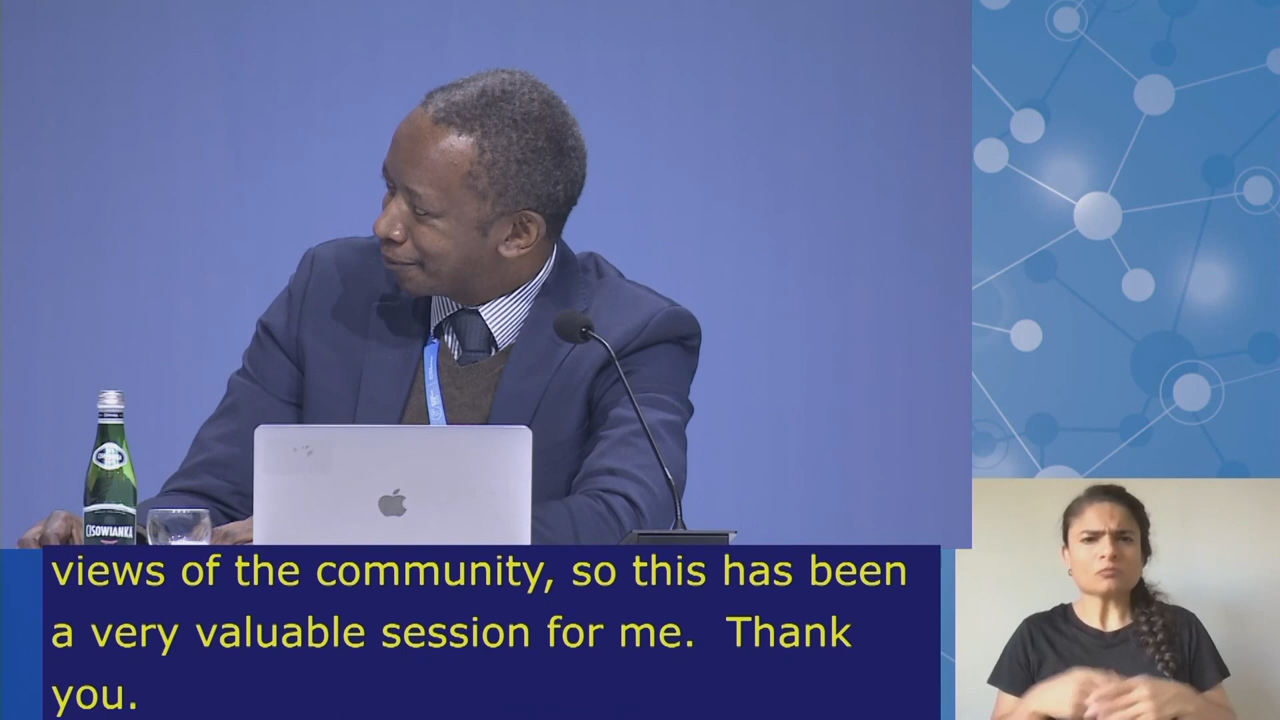 CISOWIANKA
views of the community, so this has been
a very valuable session for me.  Thank
you.